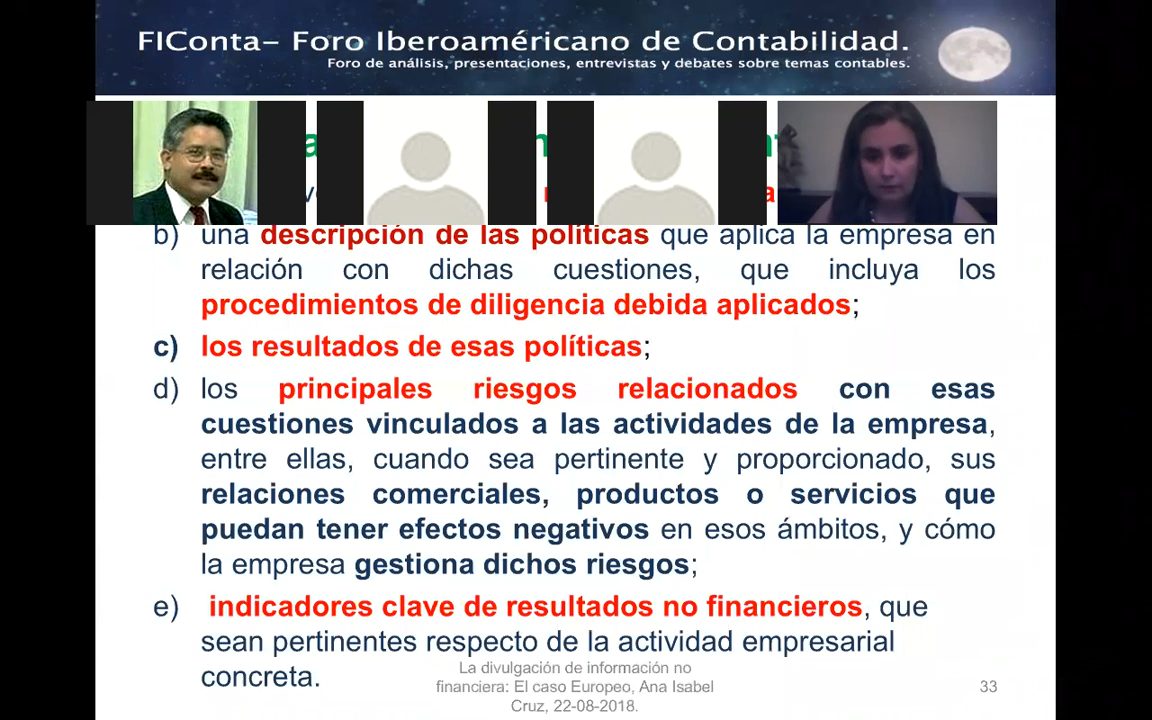 FIConta– Foro Iberoaméricano de Contabilidad.
Foro de análisis, presentaciones, entrevistas y debates sobre temas contables.
b) una descripción de las políticas que aplica la empresa en
relación con dichas cuestiones, que incluya los
procedimientos de diligencia debida aplicados;
c) los resultados de esas políticas;
d) los principales riesgos relacionados con esas
cuestiones vinculados a las actividades de la empresa,
entre ellas, cuando sea pertinente y proporcionado, sus
relaciones comerciales, productos o servicios que
puedan tener efectos negativos en esos ámbitos, y cómo
la empresa gestiona dichos riesgos;
e) indicadores clave de resultados no financieros, que
sean pertinentes respecto de la actividad empresarial
concreta.
La divulgación de información no
financiera: El caso Europeo, Ana Isabel
Cruz, 22-08-2018.
33